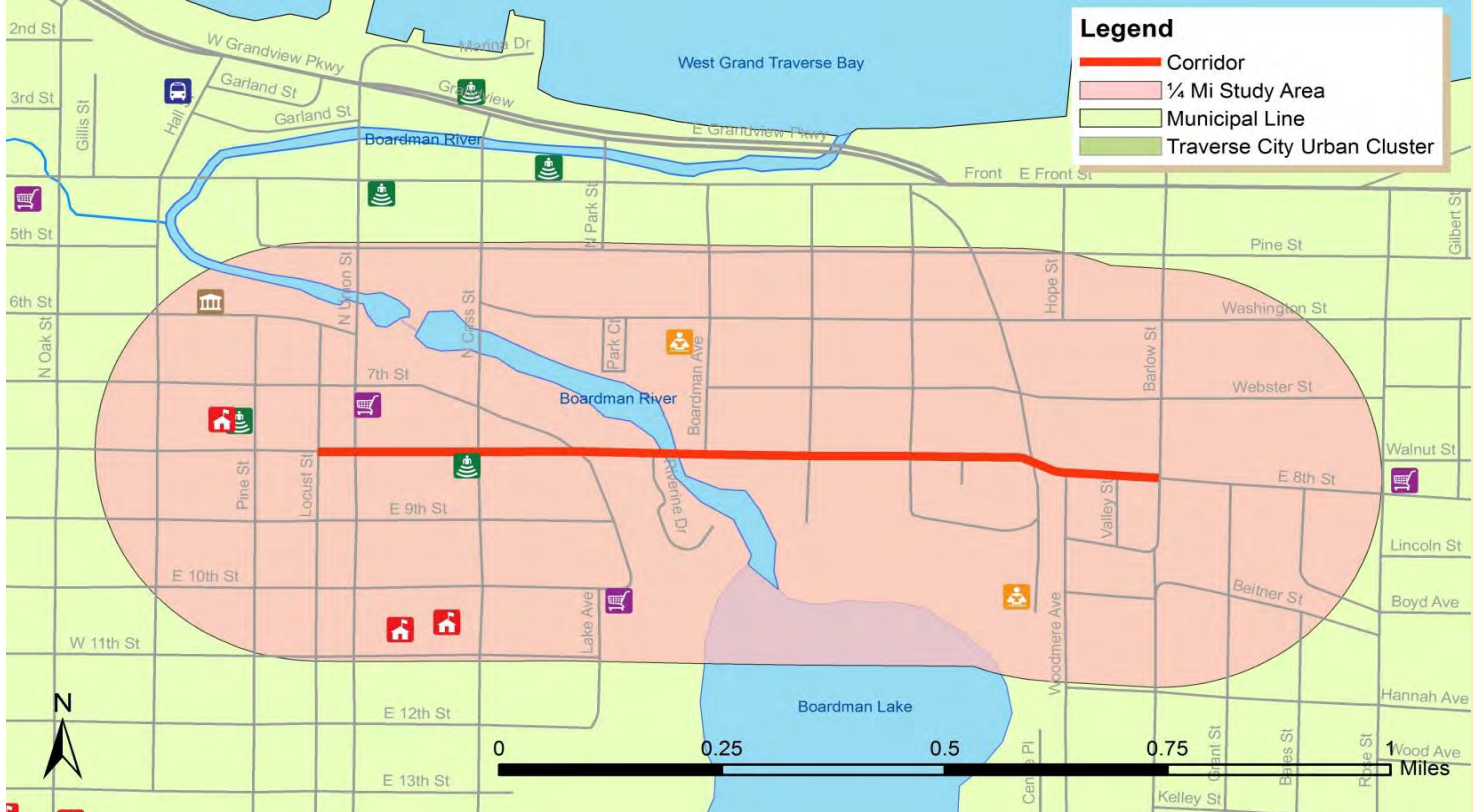 2nd St
W Grandview Pkwy
Marina Dr
West Grand Traverse Bay
Legend
Corridor
¼ Mi Study Area
Municipal Line
Traverse City Urban Cluster
3rd St
Gillis St
Garland St
Garland St
Grandview
E Grandview Pkwy
Boardman River
Front
E Front St
N Park St
Gilbert St
5th St
Pine St
6th St
N Oak St
N Union St
N Cass St
Park Ct
Boardman Ave
Hope St
Washington St
Barlow St
7th St
Boardman River
Webster St
Walnut St
Pine St
Locust St
Riverine Dr
E 8th St
Valley St
E 9th St
Lincoln St
E 10th St
Beitner St
Boyd Ave
Lake Ave
Woodmere Ave
W 11th St
Hannah Ave
N
E 12th St
Boardman Lake
Grant St
Bates St
Rose St
Wood Ave
0 0.25 0.5 0.75 1
Miles
E 13th St
Kelley St